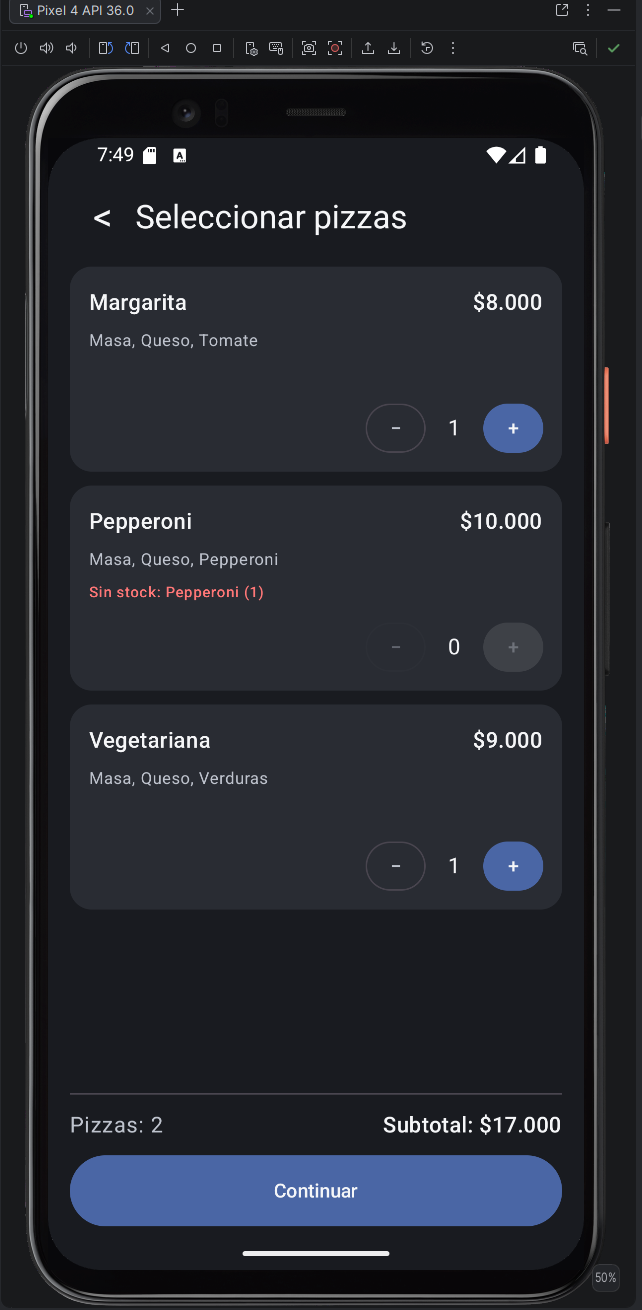 Pixel 4 API 36.0
7:49
< Seleccionar pizzas
Margarita $8.000
Masa, Queso, Tomate
− 1 +
Pepperoni $10.000
Masa, Queso, Pepperoni
Sin stock: Pepperoni (1)
− 0 +
Vegetariana $9.000
Masa, Queso, Verduras
− 1 +
Pizzas: 2 Subtotal: $17.000
Continuar
50%